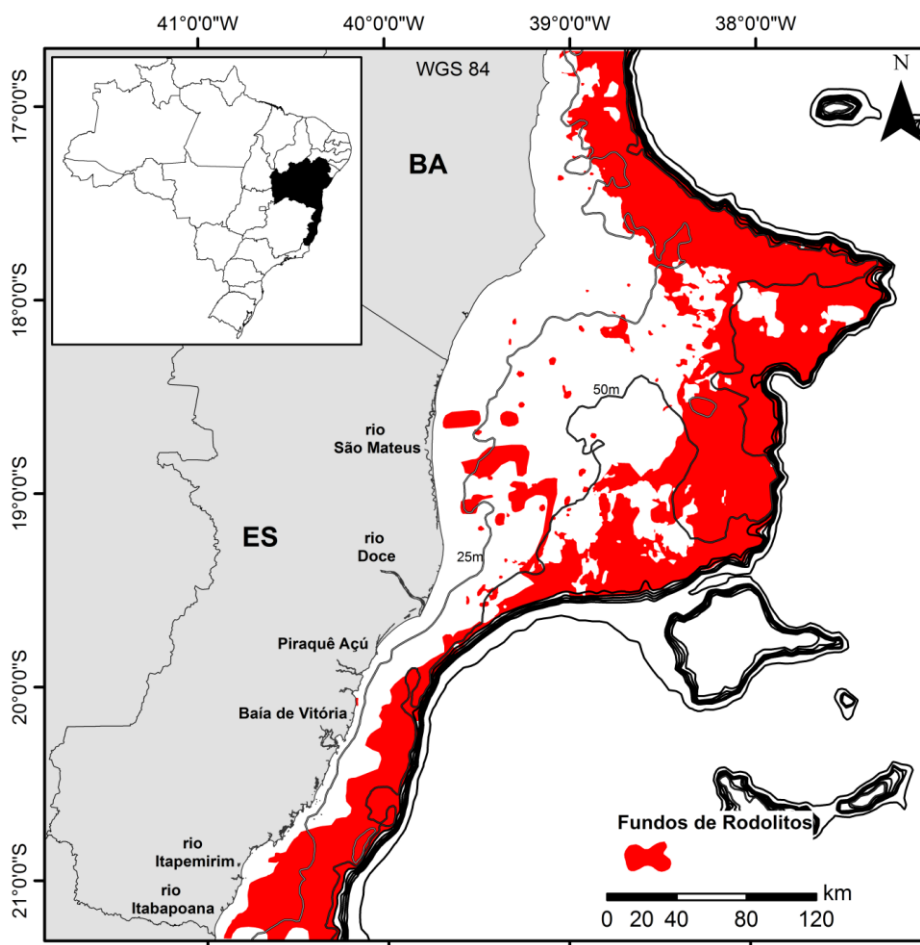 41°0'0"W 40°0'0"W 39°0'0"W 38°0'0"W
WGS 84
N
17°0'0"S
BA
18°0'0"S
50m
rio
São Mateus
19°0'0"S
ES
rio
Doce
25m
Piraquê Açú
20°0'0"S
Baía de Vitória
Fundos de Rodolitos
rio
Itapemirim
21°0'0"S
rio
Itabapoana
km
0 20 40 80 120